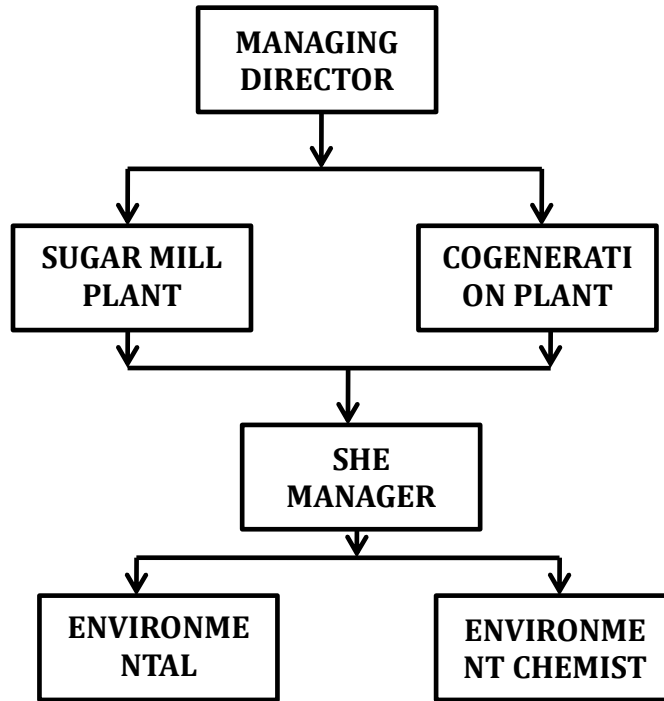 MANAGING
DIRECTOR
SUGAR MILL
PLANT
COGENERATI
ON PLANT
SHE
MANAGER
ENVIRONME
NTAL
ENVIRONME
NT CHEMIST